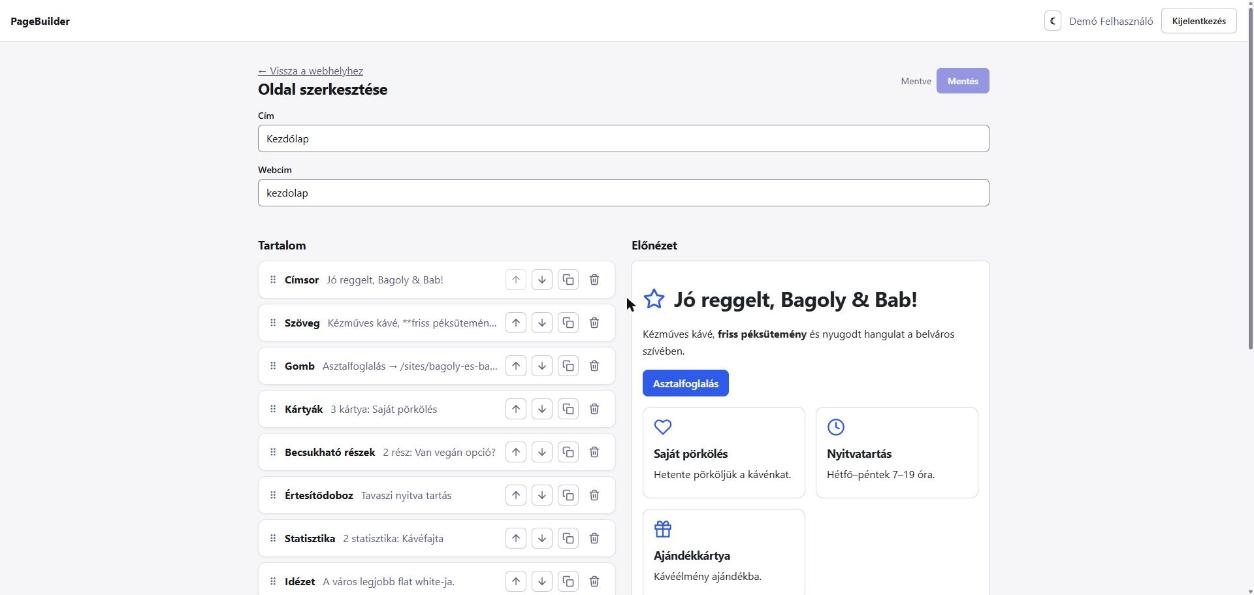 PageBuilder
Demó Felhasználó
Kijelentkezés
← Vissza a webhelyhez
Oldal szerkesztése
Mentve
Mentés
Cím
Kezdőlap
Webcím
kezdolap
Tartalom
Címsor Jó reggelt, Bagoly & Bab!
Szöveg Kézműves kávé, **friss péksütemén...
Gomb Asztalfoglalás → /sites/bagoly-es-ba...
Kártyák 3 kártya: Saját pörkölés
Becsukható részek 2 rész: Van vegán opció?
Értesítődoboz Tavaszi nyitva tartás
Statisztika 2 statisztika: Kávéfajta
Idézet A város legjobb flat white-ja.
Előnézet
Jó reggelt, Bagoly & Bab!
Kézműves kávé, friss péksütemény és nyugodt hangulat a belváros
szívében.
Asztalfoglalás
Saját pörkölés
Hetente pörköljük a kávénkat.
Nyitvatartás
Hétfő–péntek 7–19 óra.
Ajándékkártya
Kávéélmény ajándékba.